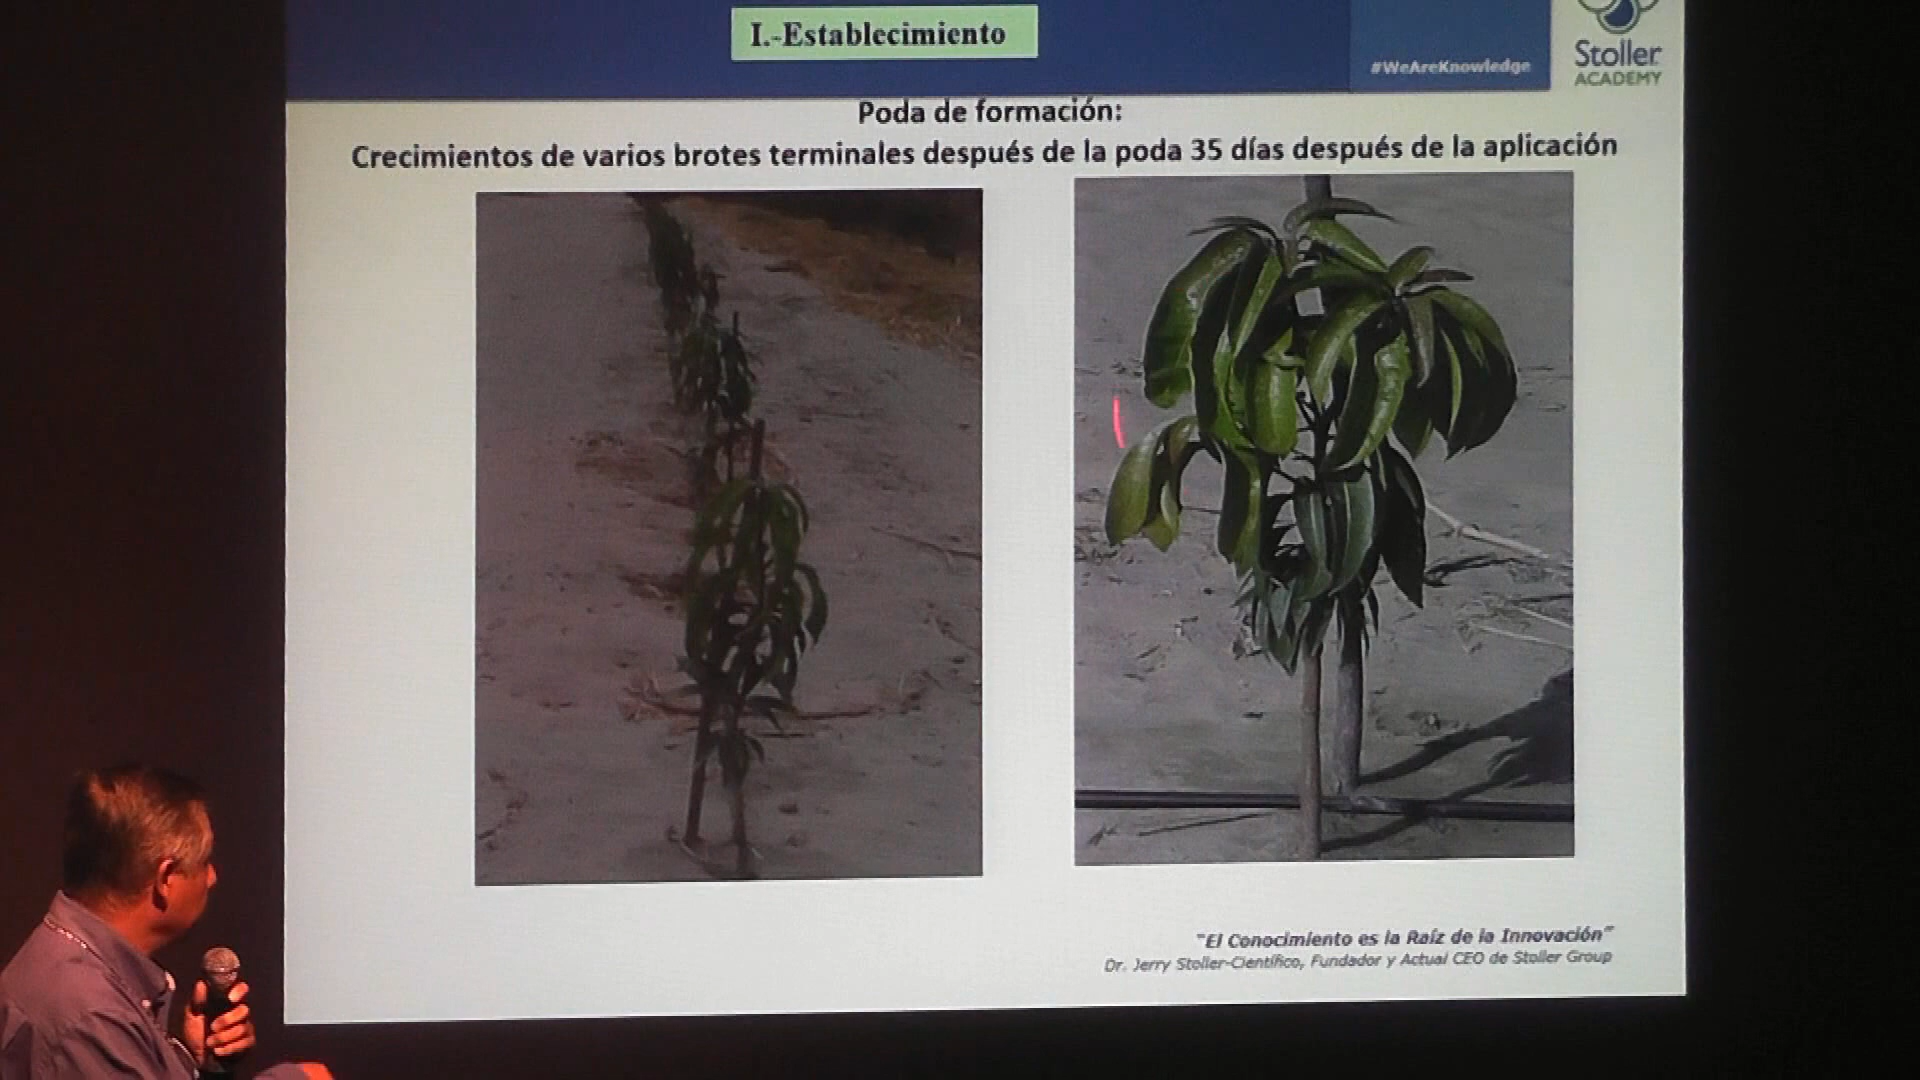 I.-Establecimiento
#WeAreKnowledge
Stoller
ACADEMY
Poda de formación:
Crecimientos de varios brotes terminales después de la poda 35 días después de la aplicación
"El Conocimiento es la Raíz de la Innovación"
Dr. Jerry Stoller-Científico, Fundador y Actual CEO de Stoller Group